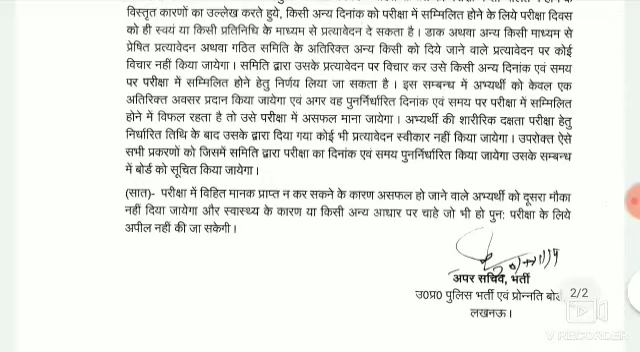 विस्तृत कारणों का उल्लेख करते हुये, किसी अन्य दिनांक को परीक्षा में सम्मिलित होने के लिये परीक्षा दिवस
को ही स्वयं या किसी प्रतिनिधि के माध्यम से प्रत्यावेदन दे सकता है। डाक अथवा अन्य किसी माध्यम से
प्रेषित प्रत्यावेदन अथवा गठित समिति के अतिरिक्त अन्य किसी को दिये जाने वाले प्रत्यावेदन पर कोई
विचार नहीं किया जायेगा। समिति द्वारा उसके प्रत्यावेदन पर विचार कर उसे किसी अन्य दिनांक एवं समय
पर परीक्षा में सम्मिलित होने हेतु निर्णय लिया जा सकता है। इस सम्बन्ध में अभ्यर्थी को केवल एक
अतिरिक्त अवसर प्रदान किया जायेगा एवं अगर वह पुनर्निर्धारित दिनांक एवं समय पर परीक्षा में सम्मिलित
होने में विफल रहता है तो उसे परीक्षा में असफल माना जायेगा। अभ्यर्थी की शारीरिक दक्षता परीक्षा हेतु
निर्धारित तिथि के बाद उसके द्वारा दिया गया कोई भी प्रत्यावेदन स्वीकार नहीं किया जायेगा। उपरोक्त ऐसे
सभी प्रकरणों को जिसमें समिति द्वारा परीक्षा का दिनांक एवं समय पुनर्निर्धारित किया जायेगा उसके सम्बन्ध
में बोर्ड को सूचित किया जायेगा।
(सात)- परीक्षा में विहित मानक प्राप्त न कर सकने के कारण असफल हो जाने वाले अभ्यर्थी को दूसरा मौका
नहीं दिया जायेगा और स्वास्थ्य के कारण या किसी अन्य आधार पर चाहे जो भी हो पुन: परीक्षा के लिये
अपील नहीं की जा सकेगी।
अपर सचिव, भर्ती
उ0प्र0 पुलिस भर्ती एवं प्रोन्नति बोर्ड,
2/2
लखनऊ।
V RECORDER